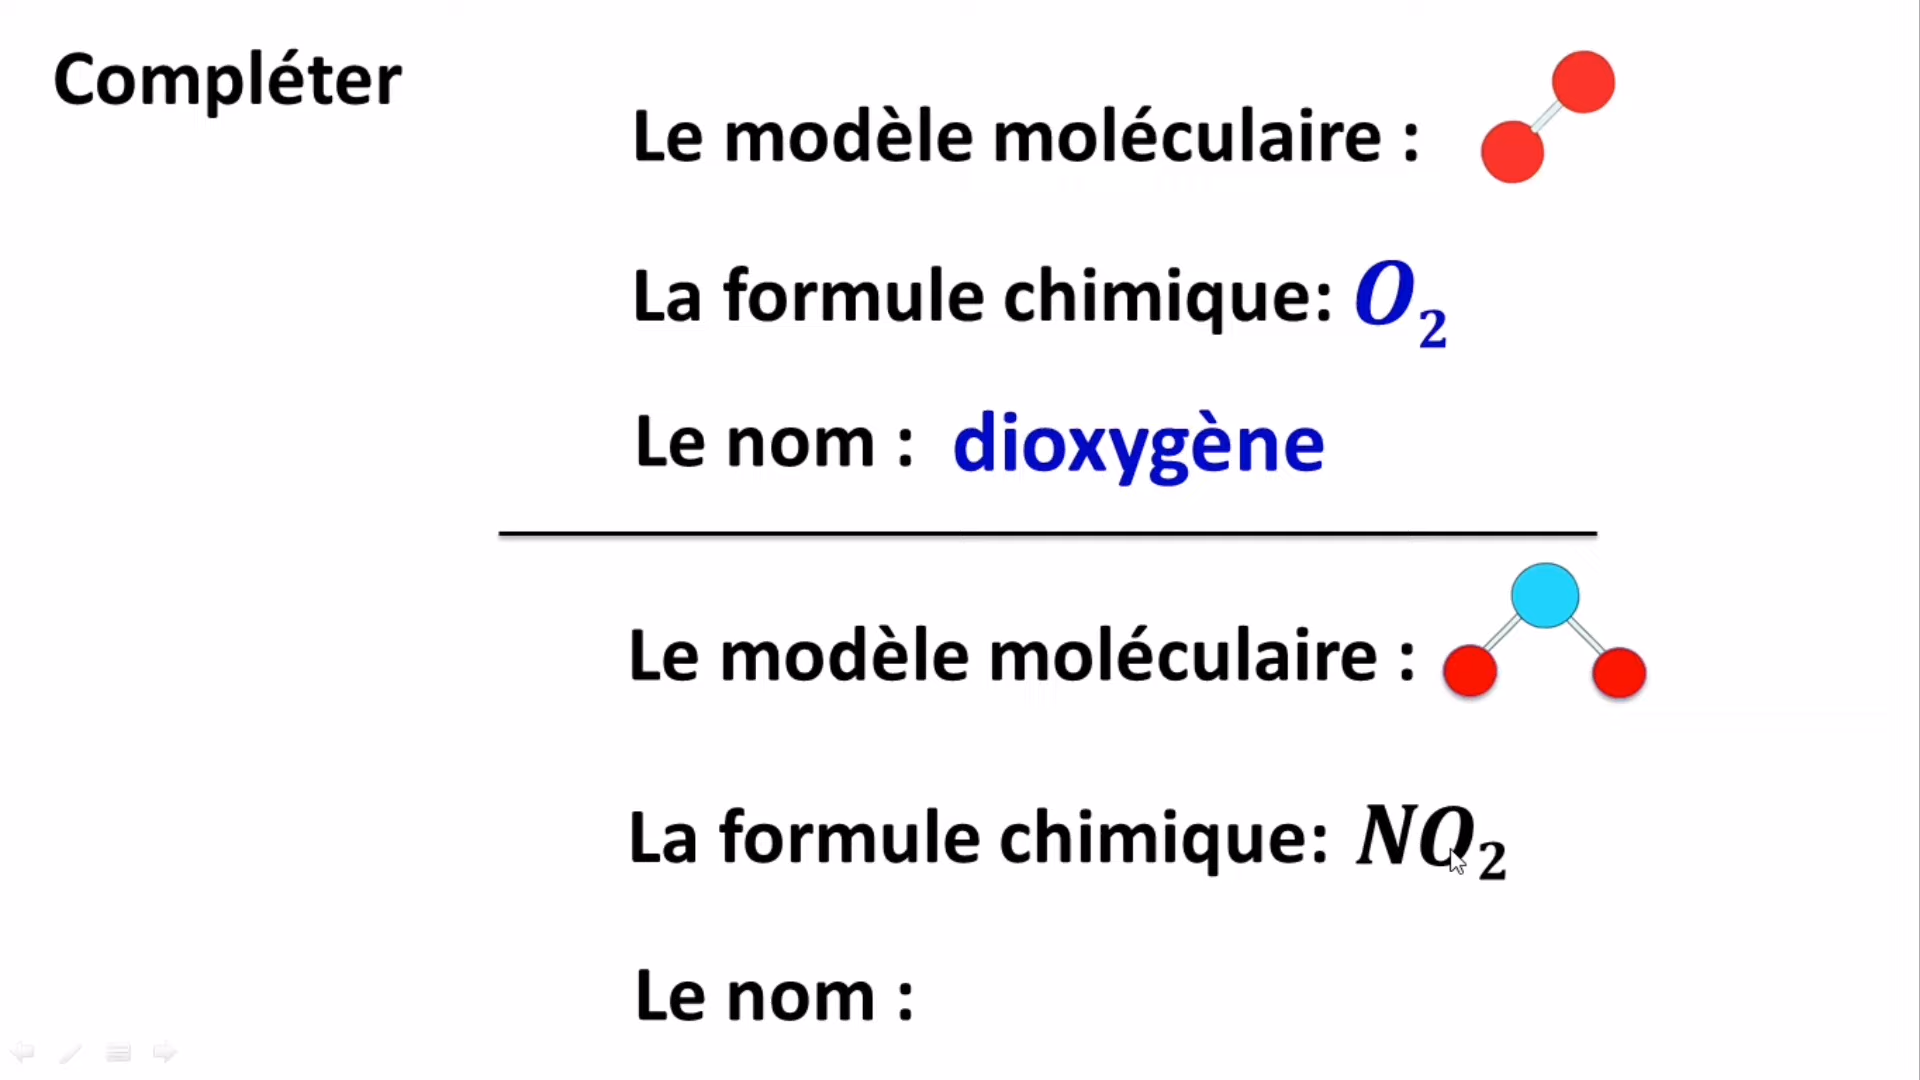 Compléter
Le modèle moléculaire :
La formule chimique: O₂
Le nom : dioxygène
Le modèle moléculaire :
La formule chimique: NO₂
Le nom :